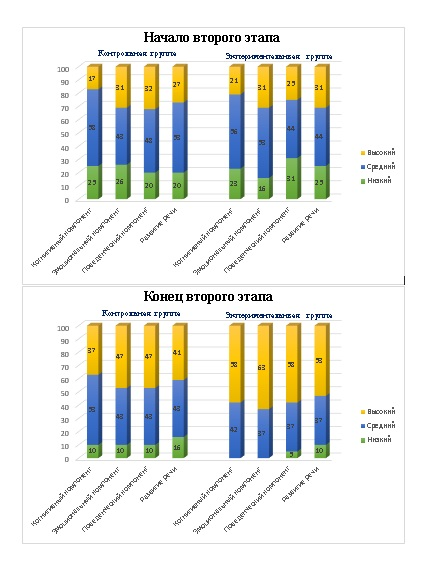 Начало второго этапа
Контрольная группе
Экпериментальная группе
100
90
80
70
60
50
40
30
20
10
0
17 31 32 27 21 31 25 31
58 43 48 53 56 53 44 44
25 26 20 20 23 16 31 25
Высокий
Средний
Низкий
Когнитивный компонент
Эмоциональный компонент
Поведенческий компонент
Развитие речи
Когнитивный компонент
Эмоциональный компонент
Поведенческий компонент
Развитие речи
Конец второго этапа
Контрольная группе
Экпериментальная группе
100
90
80
70
60
50
40
30
20
10
0
37 47 47 41 58 63 58 53
53 43 43 43 42 37 37 37
10 10 10 16 5 10
Высокий
Средний
Низкий
Когнитивный компонент
Эмоциональный компонент
Поведенческий компонент
Развитие речи
Когнитивный компонент
Эмоциональный компонент
Поведенческий компонент
Развитие речи